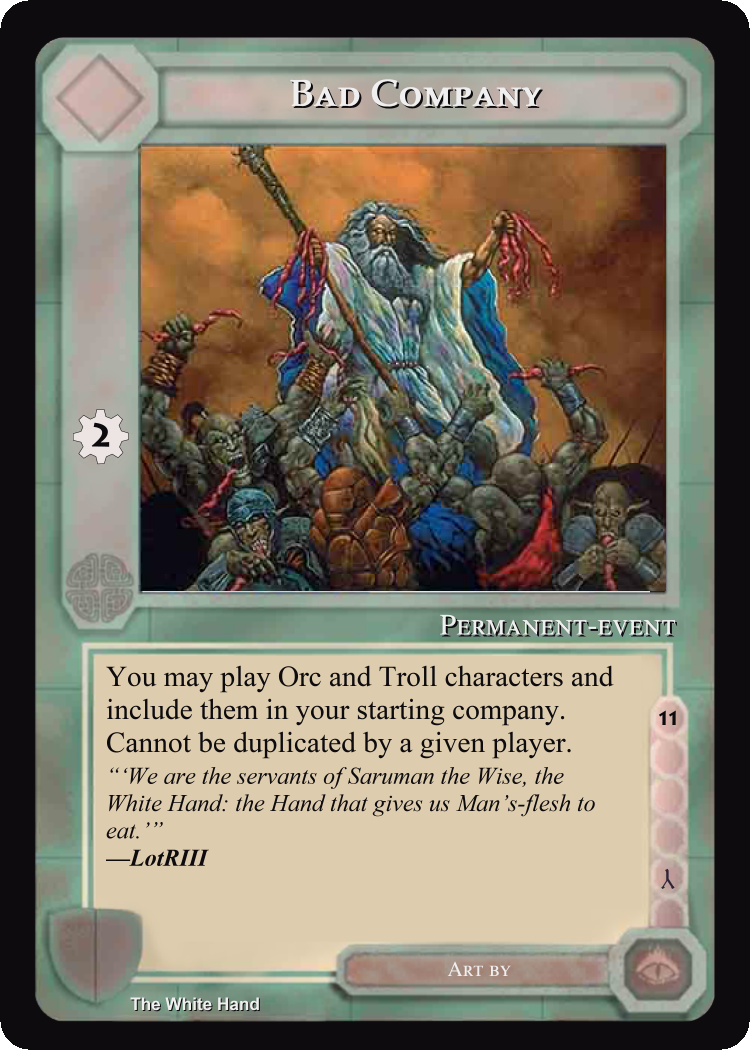 Bad Company
2
Permanent-event
You may play Orc and Troll characters and
include them in your starting company.
Cannot be duplicated by a given player.
“‘We are the servants of Saruman the Wise, the
White Hand: the Hand that gives us Man’s-flesh to
eat.’”
—LotRIII
11
Art by
The White Hand